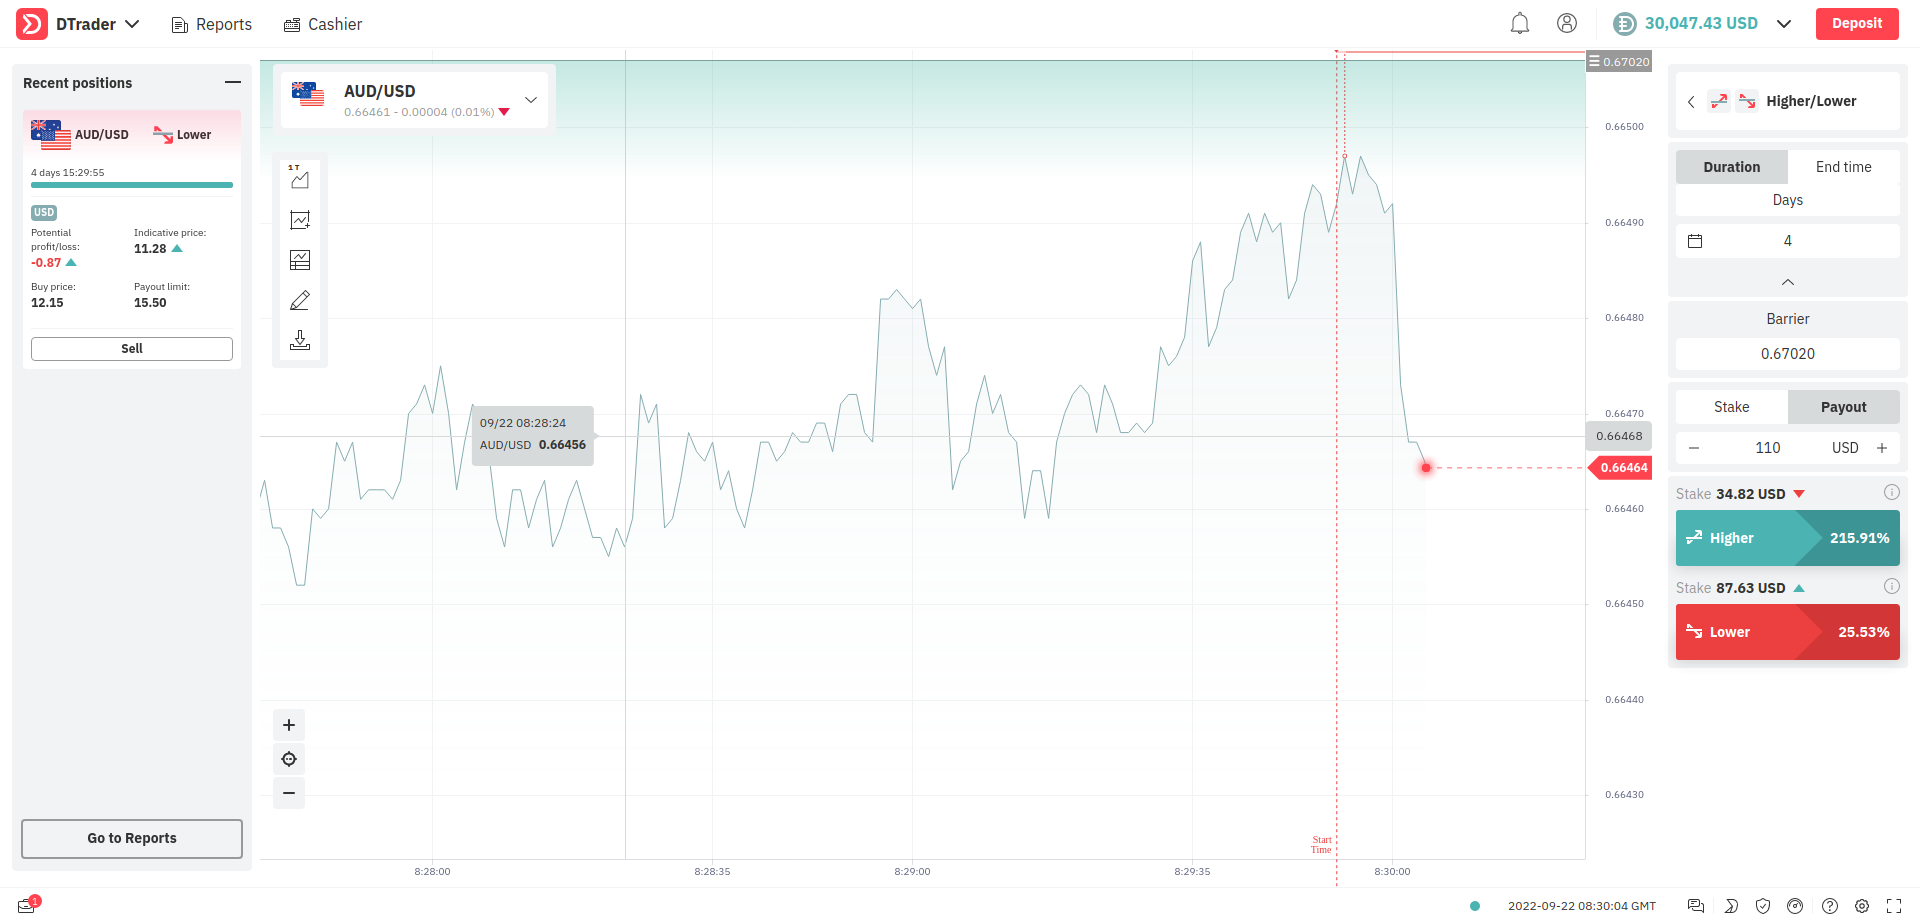 DTrader
Reports
Cashier
30,047.43 USD
Deposit
Recent positions
AUD/USD
Lower
4 days 15:29:55
USD
Potential profit/loss:
-0.87
Indicative price:
11.28
Buy price:
12.15
Payout limit:
15.50
Sell
Go to Reports
1
AUD/USD
0.66461 - 0.00004 (0.01%)
1 T
09/22 08:28:24
AUD/USD 0.66456
Start
Time
8:28:00
8:28:35
8:29:00
8:29:35
8:30:00
0.67020
0.66500
0.66490
0.66480
0.66470
0.66468
0.66464
0.66460
0.66450
0.66440
0.66430
Higher/Lower
Duration
End time
Days
4
Barrier
0.67020
Stake
Payout
110
USD
Stake 34.82 USD
Higher
215.91%
Stake 87.63 USD
Lower
25.53%
2022-09-22 08:30:04 GMT